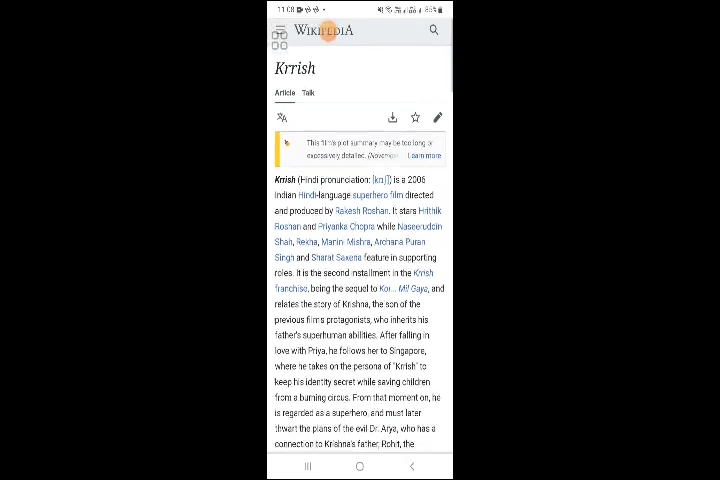 11:08
85%
WIKIPEDIA
Krrish
Article Talk
This film's plot summary may be too long or
excessively detailed. (Novembe Learn more
Krrish (Hindi pronunciation: [krɪʃ]) is a 2006
Indian Hindi-language superhero film directed
and produced by Rakesh Roshan. It stars Hrithik
Roshan and Priyanka Chopra while Naseeruddin
Shah, Rekha, Manini Mishra, Archana Puran
Singh and Sharat Saxena feature in supporting
roles. It is the second installment in the Krrish
franchise, being the sequel to Koi... Mil Gaya, and
relates the story of Krishna, the son of the
previous films protagonists, who inherits his
father's superhuman abilities. After falling in
love with Priya, he follows her to Singapore,
where he takes on the persona of "Krrish" to
keep his identity secret while saving children
from a burning circus. From that moment on, he
is regarded as a superhero, and must later
thwart the plans of the evil Dr. Arya, who has a
connection to Krishna's father, Rohit, the